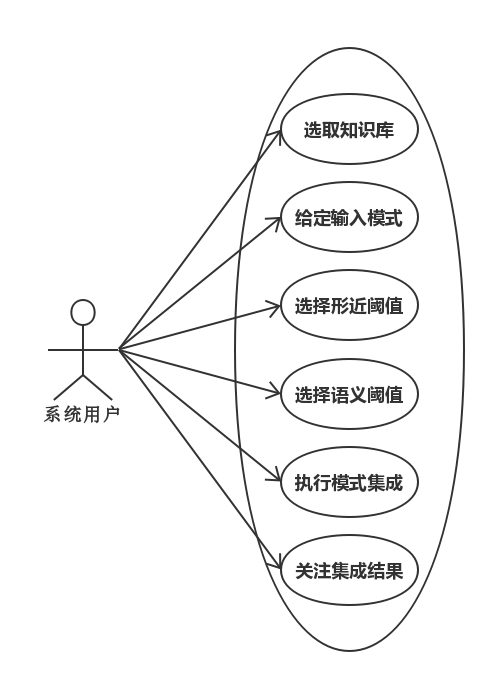 选取知识库
给定输入模式
选择形近阈值
选择语义阈值
系统用户
执行模式集成
关注集成结果